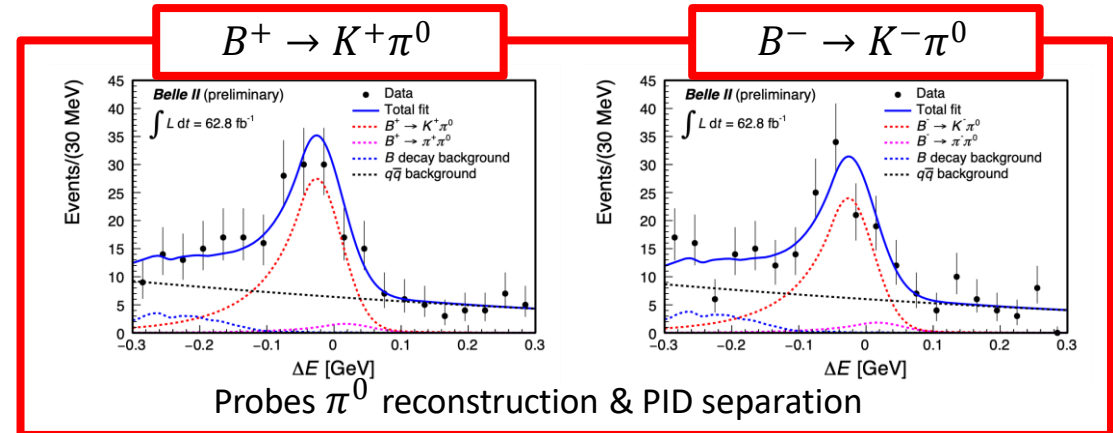 B⁺ → K⁺π⁰
B⁻ → K⁻π⁰
Belle II (preliminary)
∫ L dt = 62.8 fb⁻¹
Data
Total fit
B⁺ → K⁺π⁰
B⁺ → π⁺π⁰
B decay background
qq̅ background
Events/(30 MeV)
45
40
35
30
25
20
15
10
5
0
−0.3 −0.2 −0.1 0 0.1 0.2 0.3
ΔE [GeV]
Belle II (preliminary)
∫ L dt = 62.8 fb⁻¹
Data
Total fit
B⁻ → K⁻π⁰
B⁻ → π⁻π⁰
B decay background
qq̅ background
Events/(30 MeV)
45
40
35
30
25
20
15
10
5
0
−0.3 −0.2 −0.1 0 0.1 0.2 0.3
ΔE [GeV]
Probes π⁰ reconstruction & PID separation